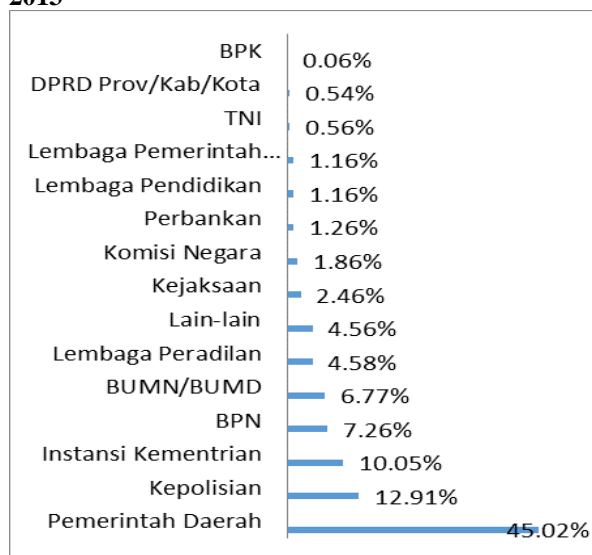 2015
BPK 0.06%
DPRD Prov/Kab/Kota 0.54%
TNI 0.56%
Lembaga Pemerintah... 1.16%
Lembaga Pendidikan 1.16%
Perbankan 1.26%
Komisi Negara 1.86%
Kejaksaan 2.46%
Lain-lain 4.56%
Lembaga Peradilan 4.58%
BUMN/BUMD 6.77%
BPN 7.26%
Instansi Kementrian 10.05%
Kepolisian 12.91%
Pemerintah Daerah 45.02%